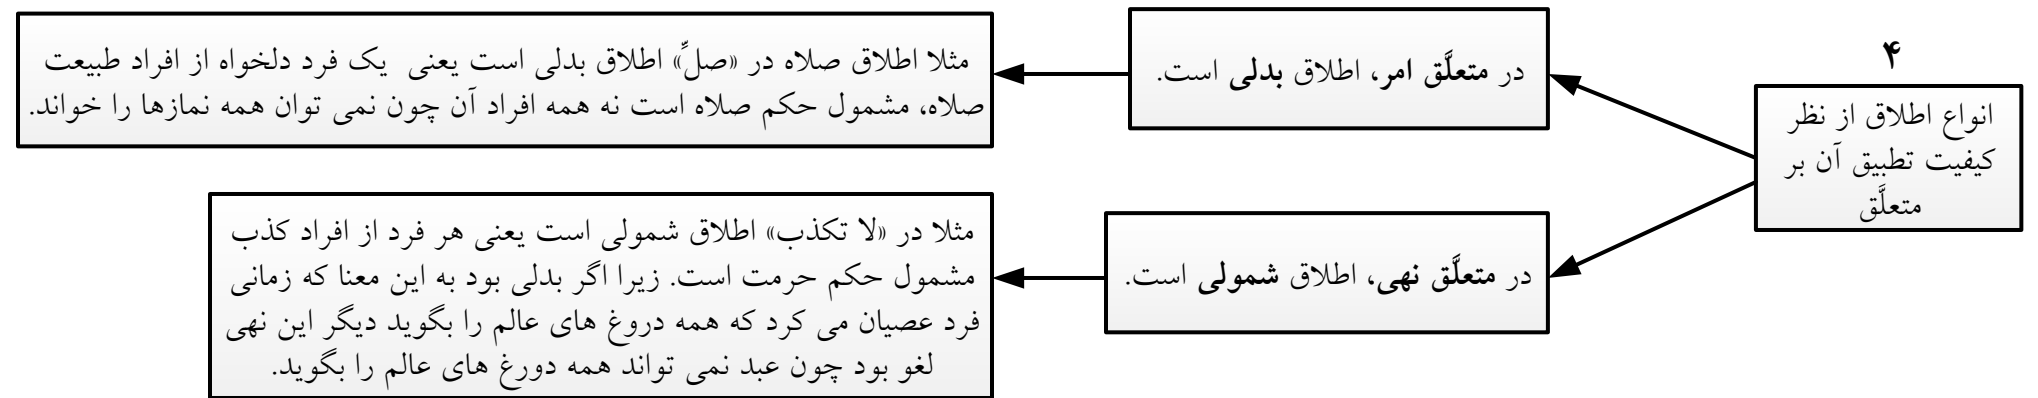 ۴
انواع اطلاق از نظر
کیفیت تطبیق آن بر
متعلَّق
در متعلَّق امر، اطلاق بدلی است.
مثلا اطلاق صلاه در «صلِّ» اطلاق بدلی است یعنی یک فرد دلخواه از افراد طبیعت
صلاه، مشمول حکم صلاه است نه همه افراد آن چون نمی توان همه نمازها را خواند.
در متعلَّق نهی، اطلاق شمولی است.
مثلا در «لا تکذب» اطلاق شمولی است یعنی هر فرد از افراد کذب
مشمول حکم حرمت است. زیرا اگر بدلی بود به این معنا که زمانی
فرد عصیان می کرد که همه دروغ های عالم را بگوید دیگر این نهی
لغو بود چون عبد نمی تواند همه دورغ های عالم را بگوید.